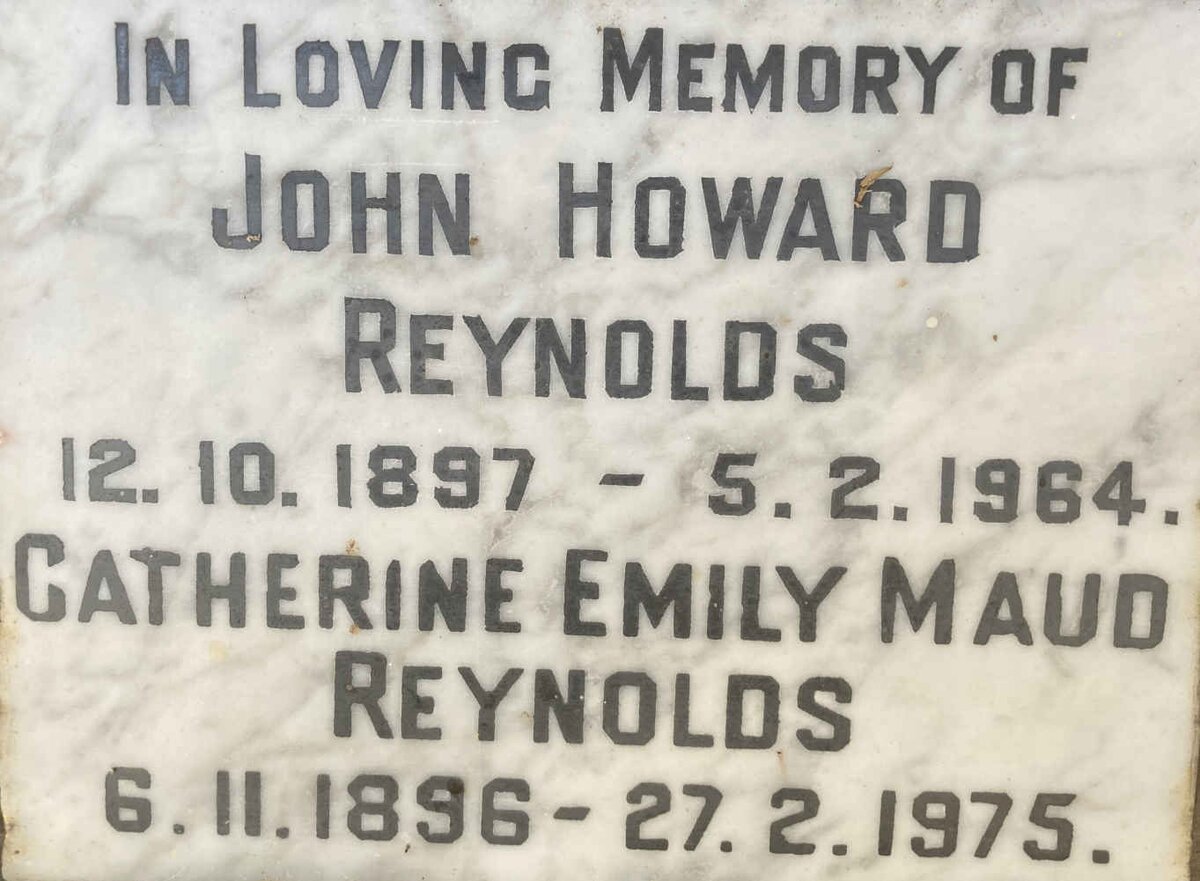 IN LOVING MEMORY OF
JOHN HOWARD
REYNOLDS
12. 10. 1897 - 5. 2. 1964.
CATHERINE EMILY MAUD
REYNOLDS
6. 11. 1896 - 27. 2. 1975.